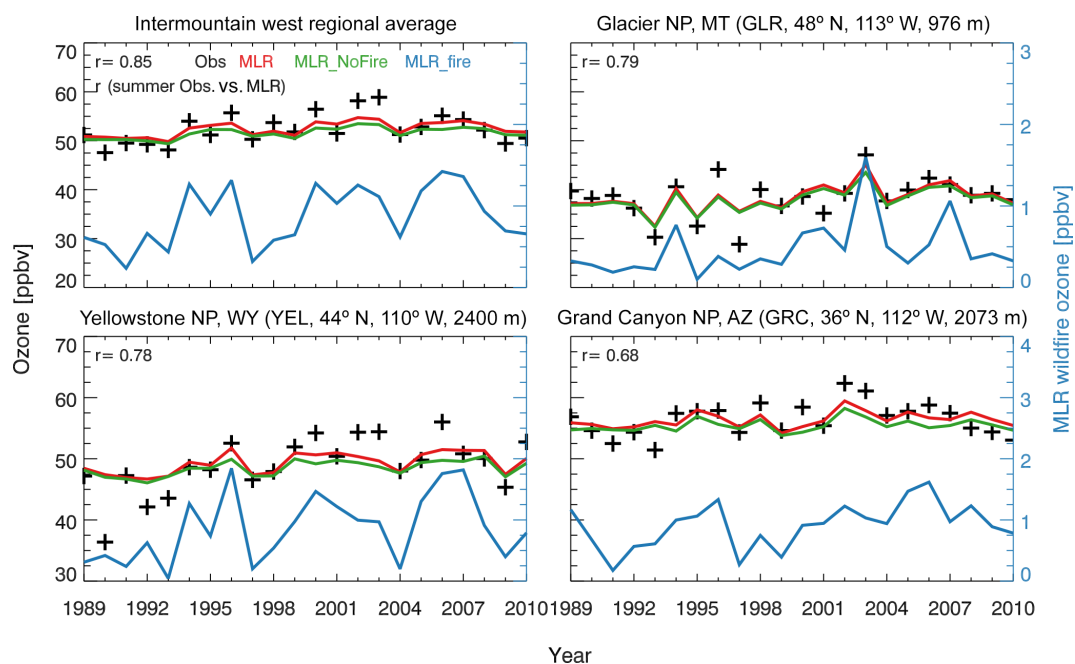 Intermountain west regional average
Glacier NP, MT (GLR, 48º N, 113º W, 976 m)
70
60
50
40
30
20
r= 0.85 Obs MLR MLR_NoFire MLR_fire
r (summer Obs. vs. MLR)
r= 0.79
3
2
1
0
Yellowstone NP, WY (YEL, 44º N, 110º W, 2400 m)
Grand Canyon NP, AZ (GRC, 36º N, 112º W, 2073 m)
70
60
50
40
30
r= 0.78
r= 0.68
4
3
2
1
0
1989 1992 1995 1998 2001 2004 2007 2010
1989 1992 1995 1998 2001 2004 2007 2010
Ozone [ppbv]
MLR wildfire ozone [ppbv]
Year